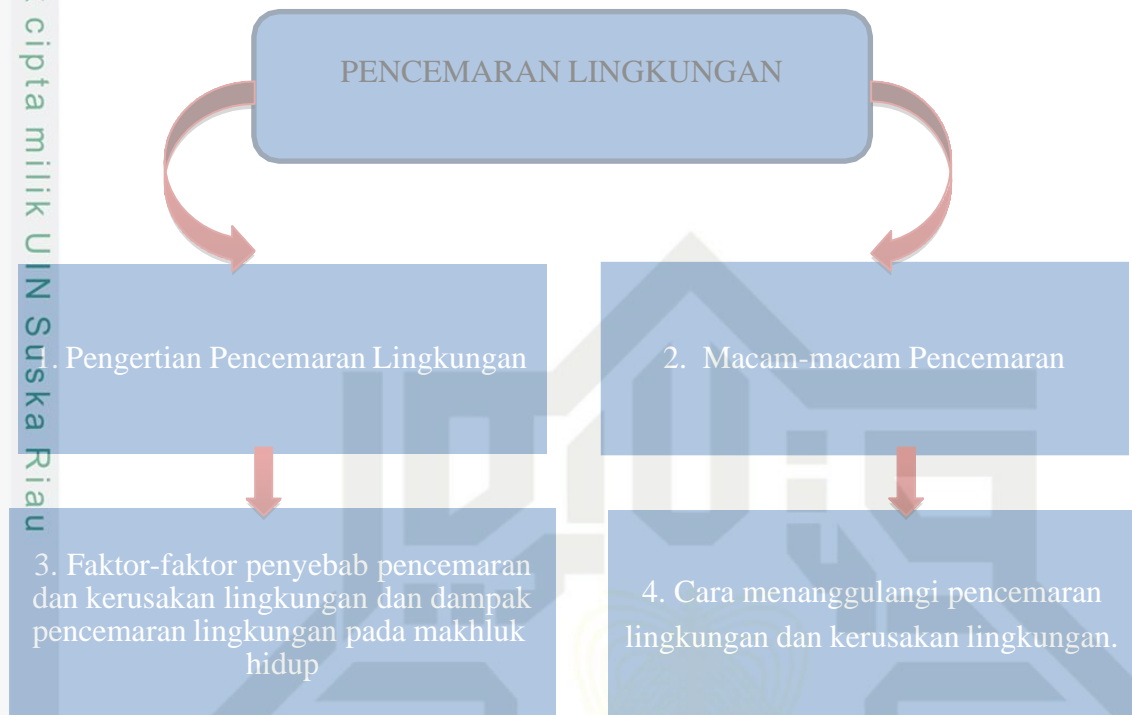 cipta milik UIN Suska Riau
PENCEMARAN LINGKUNGAN
1. Pengertian Pencemaran Lingkungan
2. Macam-macam Pencemaran
3. Faktor-faktor penyebab pencemaran
dan kerusakan lingkungan dan dampak
pencemaran lingkungan pada makhluk
hidup
4. Cara menanggulangi pencemaran
lingkungan dan kerusakan lingkungan.